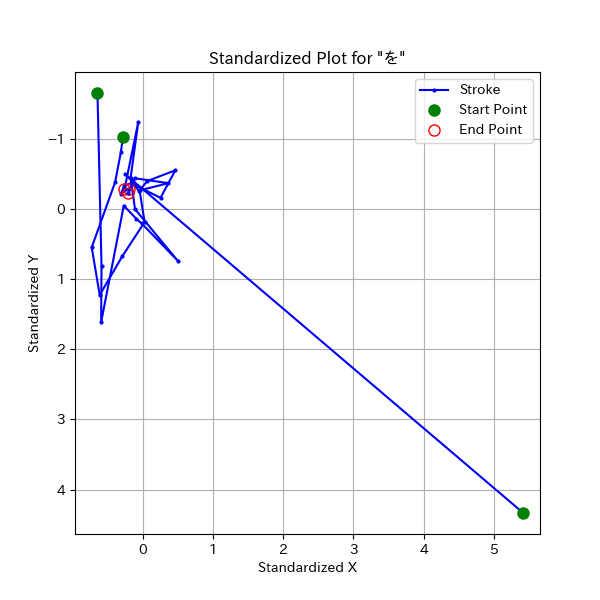 Standardized Plot for "を"
Stroke
Start Point
End Point
−1
0
1
2
3
4
Standardized Y
0
1
2
3
4
5
Standardized X